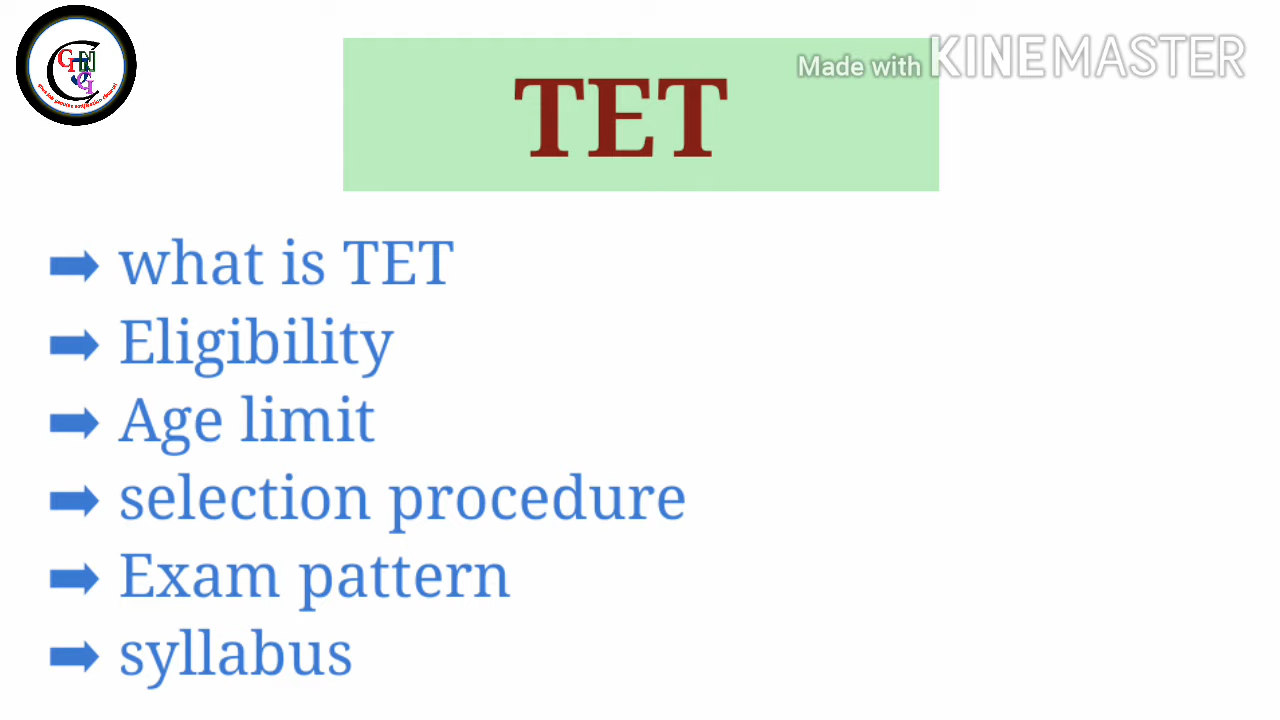 TET
Made with KINEMASTER
➡ what is TET
➡ Eligibility
➡ Age limit
➡ selection procedure
➡ Exam pattern
➡ syllabus